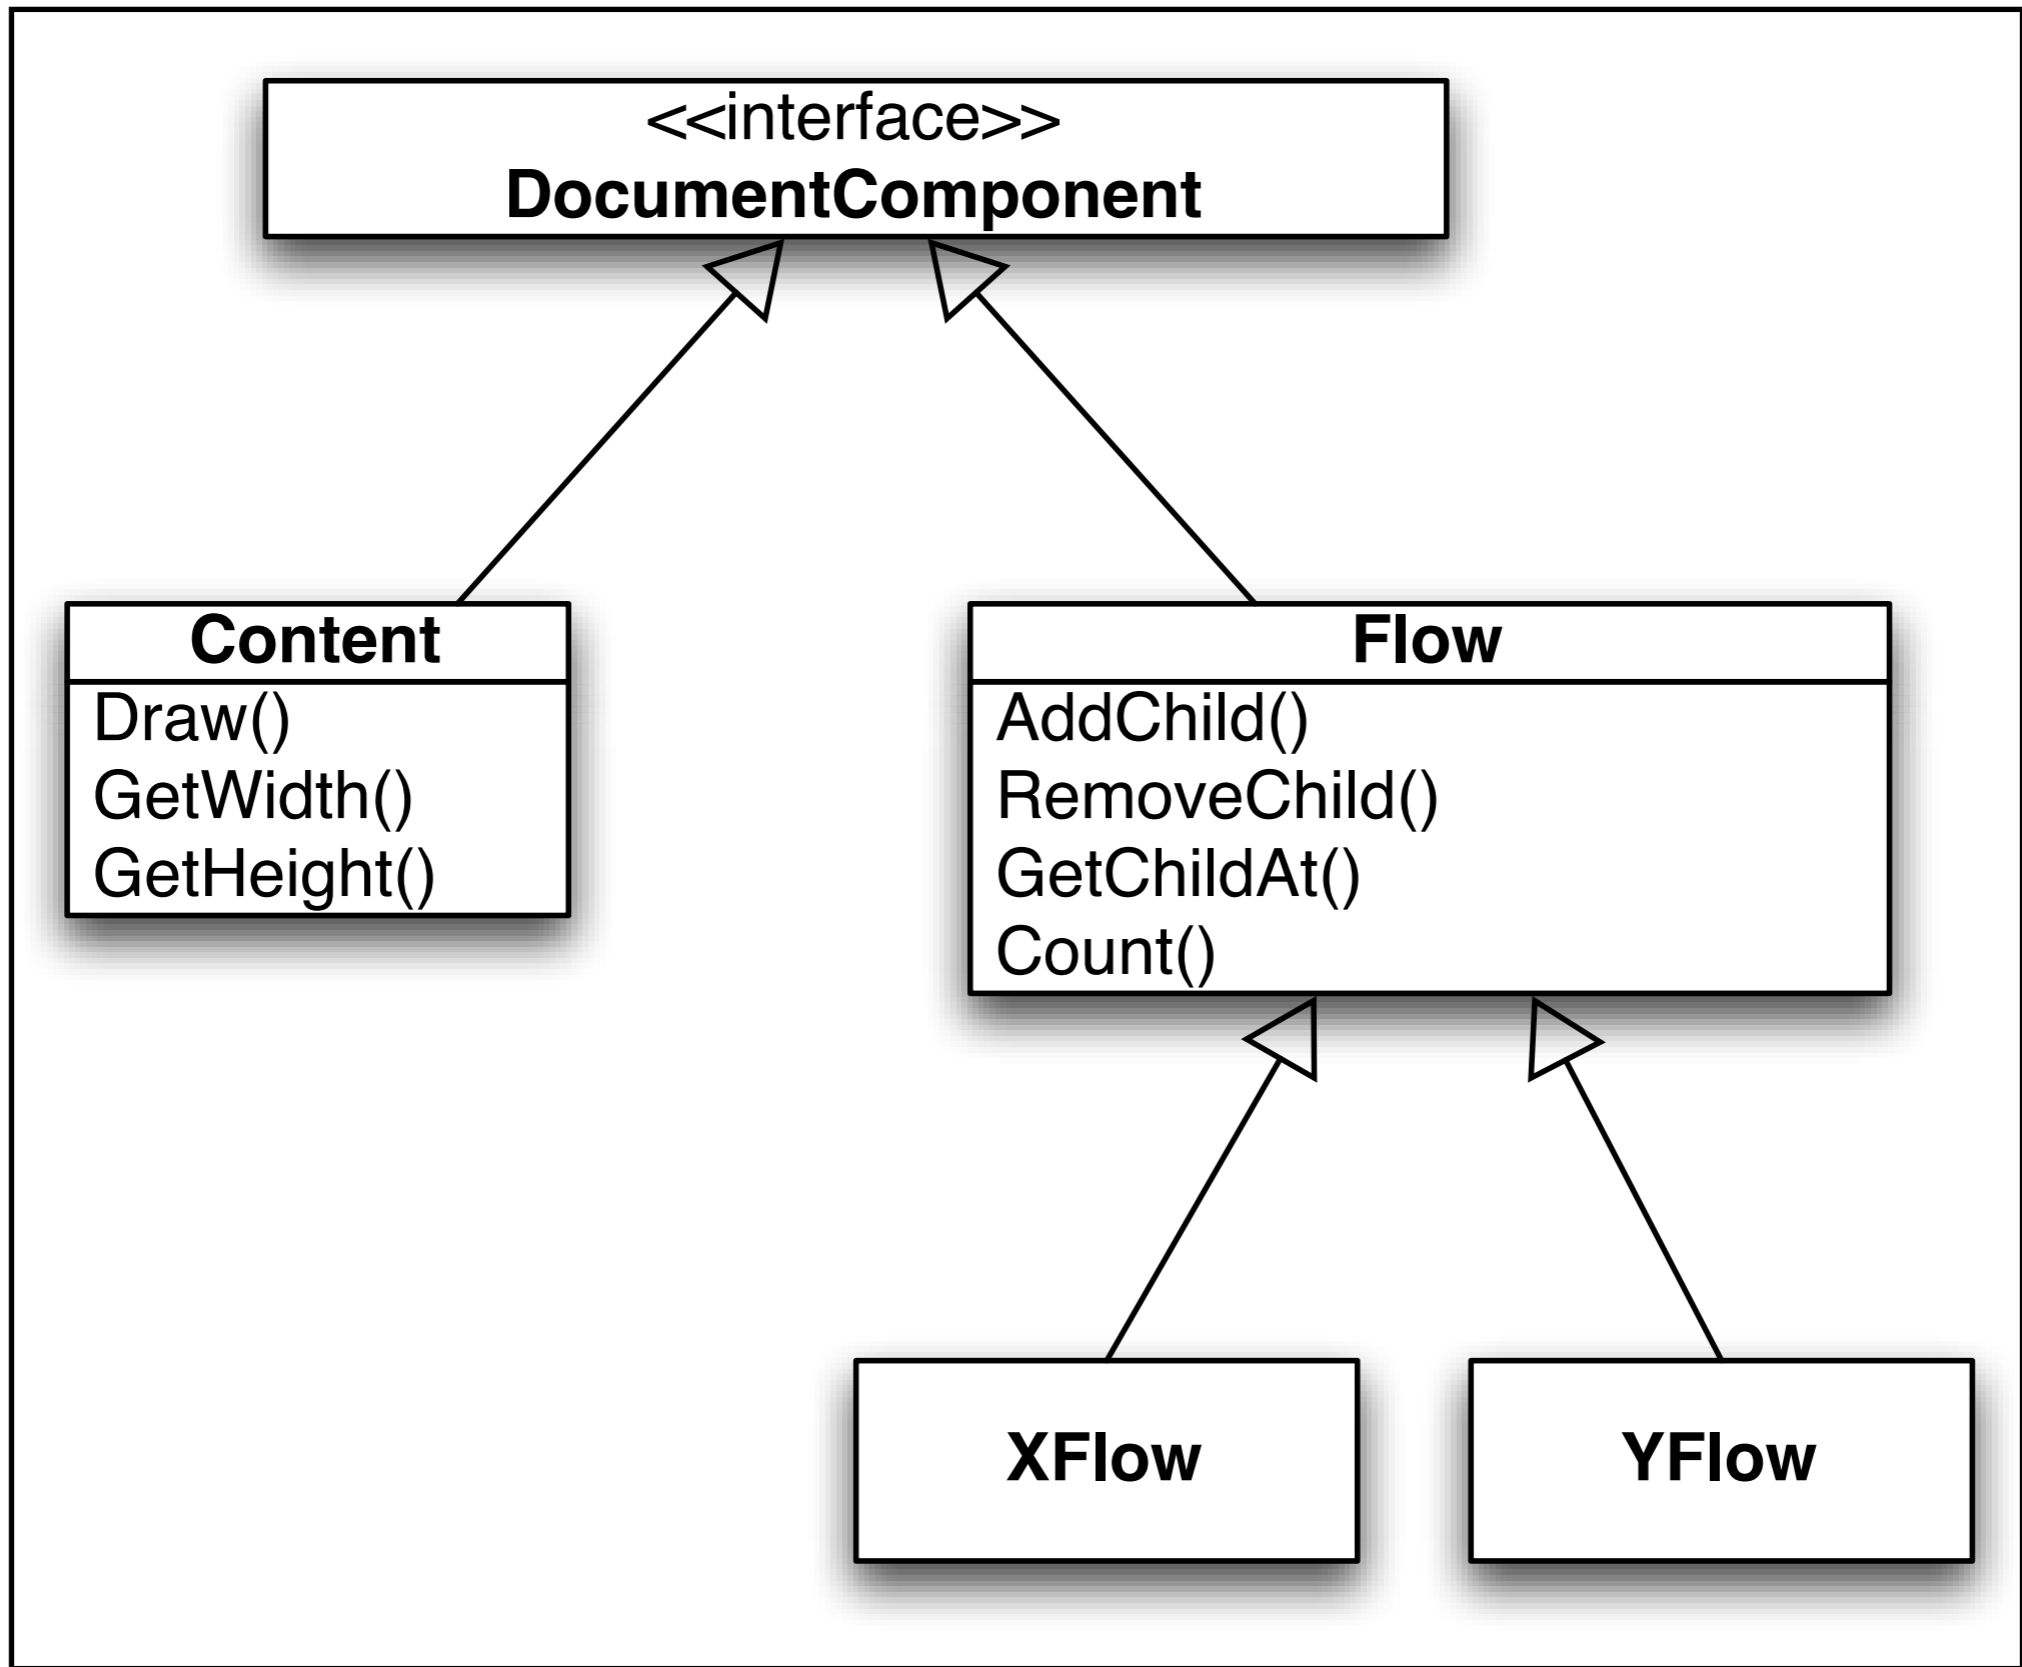 <<interface>>
DocumentComponent
Content
Draw()
GetWidth()
GetHeight()
Flow
AddChild()
RemoveChild()
GetChildAt()
Count()
XFlow
YFlow